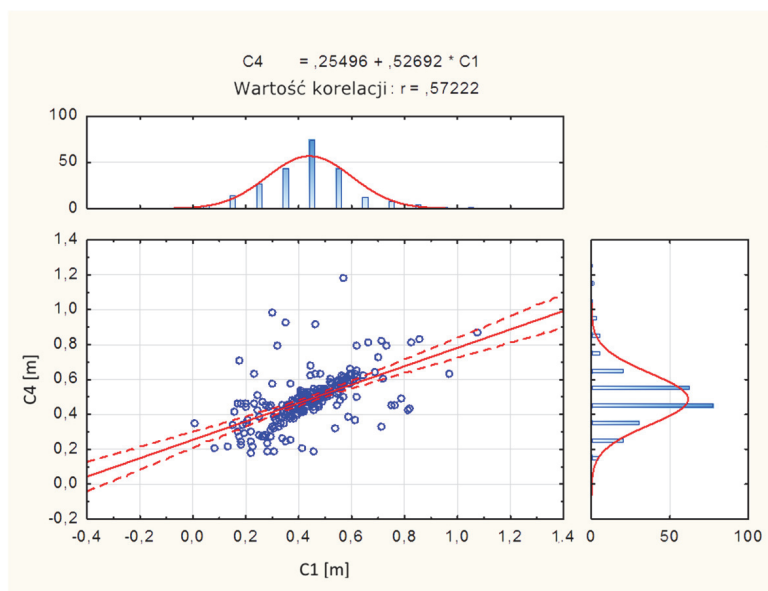 C4 = ,25496 + ,52692 * C1
Wartość korelacji: r = ,57222
100
50
0
1,4
1,2
1,0
0,8
0,6
0,4
0,2
0,0
-0,2
C4 [m]
-0,4 -0,2 0,0 0,2 0,4 0,6 0,8 1,0 1,2 1.4
C1 [m]
0 50 100